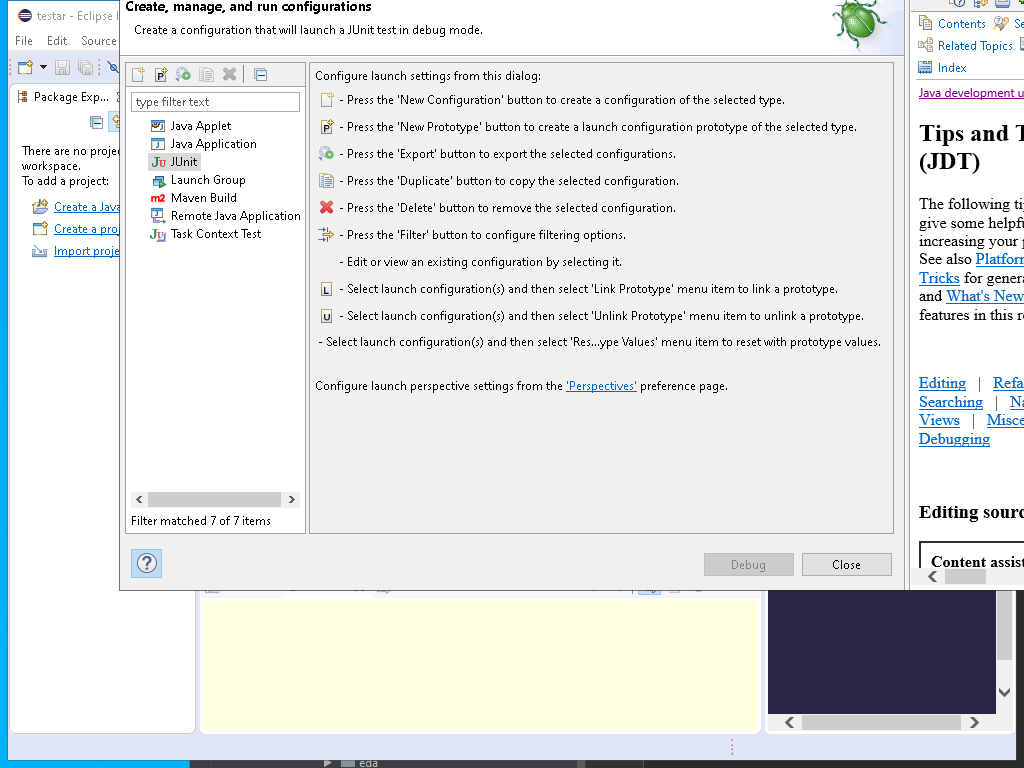 testar - Eclipse I
File Edit Source
Package Exp...
There are no proje
workspace.
To add a project:
Create a Java
Create a proj
Import proje
Create, manage, and run configurations
Create a configuration that will launch a JUnit test in debug mode.
type filter text
Java Applet
Java Application
JUnit
Launch Group
Maven Build
Remote Java Application
Task Context Test
Filter matched 7 of 7 items
Configure launch settings from this dialog:
- Press the 'New Configuration' button to create a configuration of the selected type.
- Press the 'New Prototype' button to create a launch configuration prototype of the selected type.
- Press the 'Export' button to export the selected configurations.
- Press the 'Duplicate' button to copy the selected configuration.
- Press the 'Delete' button to remove the selected configuration.
- Press the 'Filter' button to configure filtering options.
- Edit or view an existing configuration by selecting it.
- Select launch configuration(s) and then select 'Link Prototype' menu item to link a prototype.
- Select launch configuration(s) and then select 'Unlink Prototype' menu item to unlink a prototype.
- Select launch configuration(s) and then select 'Res...ype Values' menu item to reset with prototype values.
Configure launch perspective settings from the 'Perspectives' preference page.
Debug
Close
Contents Se
Related Topics
Index
Java development u
Tips and T
(JDT)
The following ti
give some helpfu
increasing your p
See also Platforn
Tricks for genera
and What's New
features in this re
Editing | Refa
Searching | Na
Views | Misce
Debugging
Editing sourc
Content assist
eda